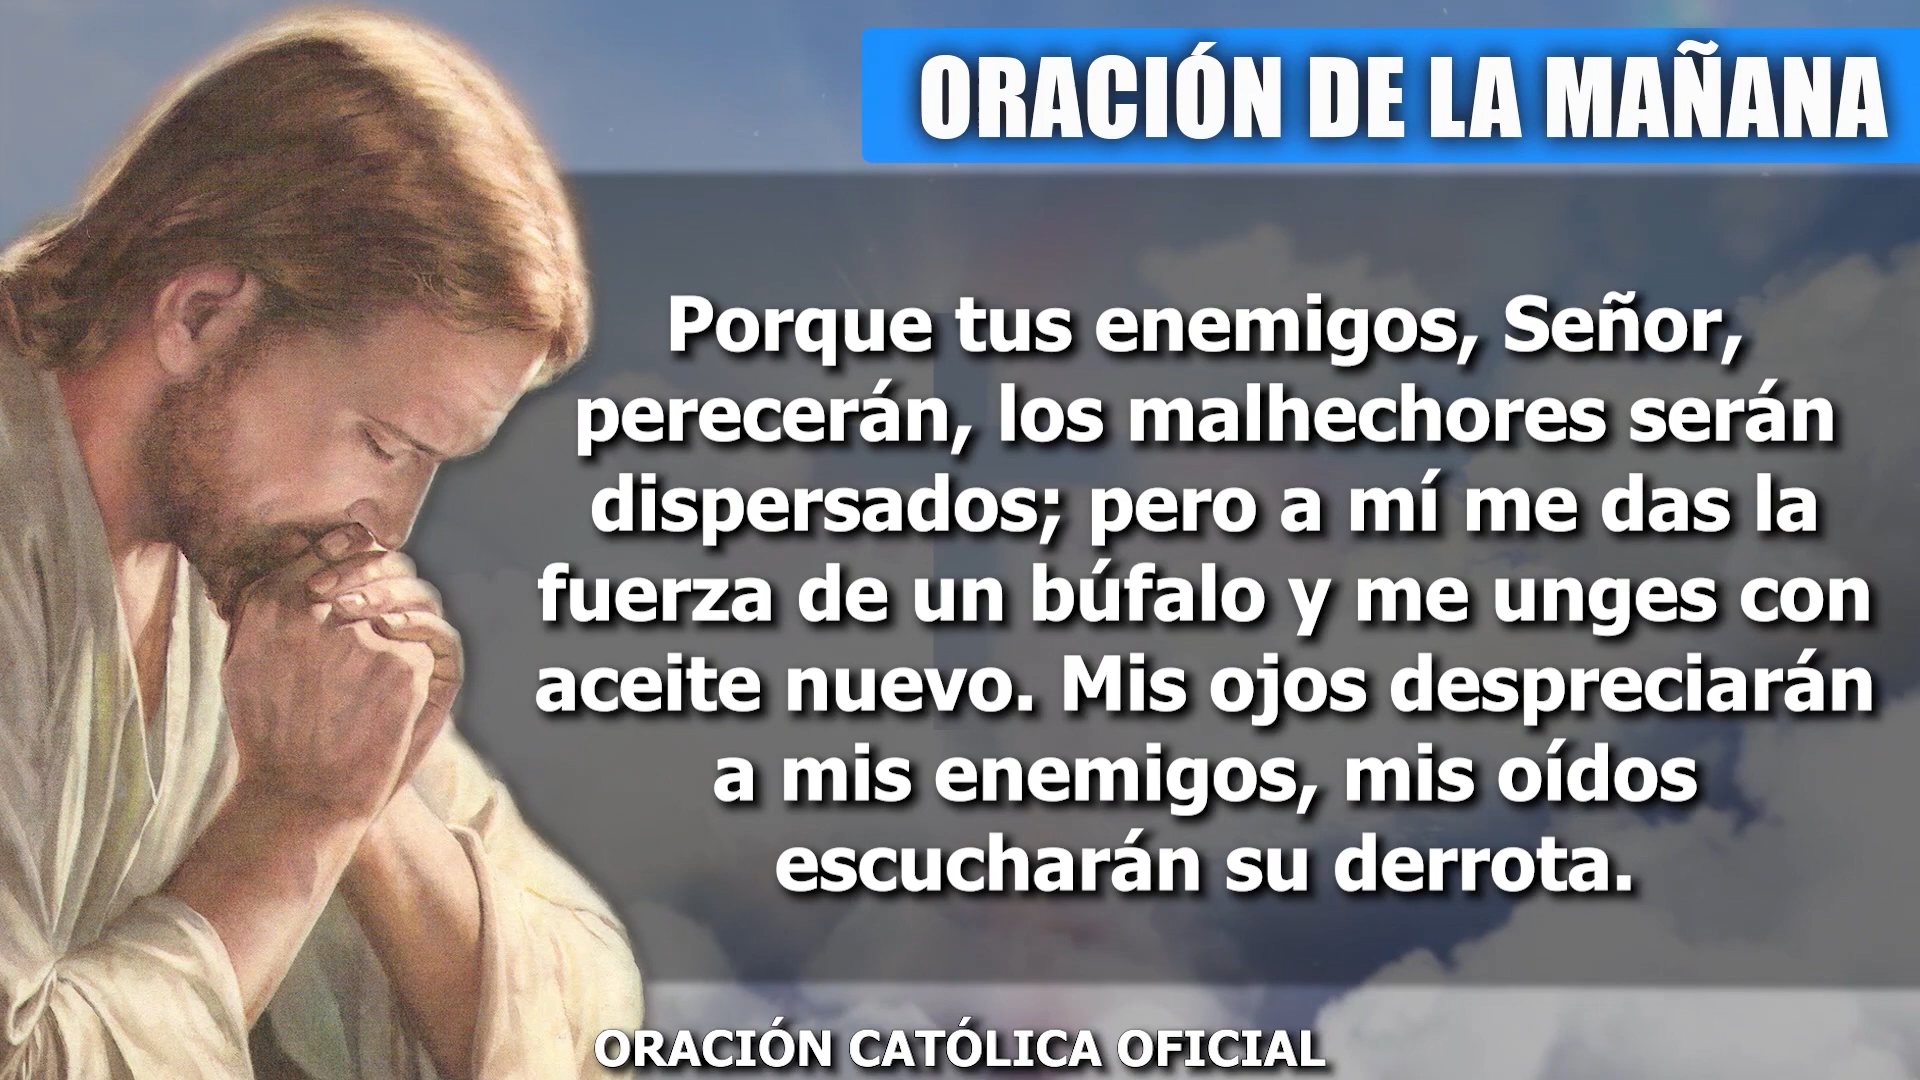 ORACIÓN DE LA MAÑANA
Porque tus enemigos, Señor,
perecerán, los malhechores serán
dispersados; pero a mí me das la
fuerza de un búfalo y me unges con
aceite nuevo. Mis ojos despreciarán
a mis enemigos, mis oídos
escucharán su derrota.
ORACIÓN CATÓLICA OFICIAL